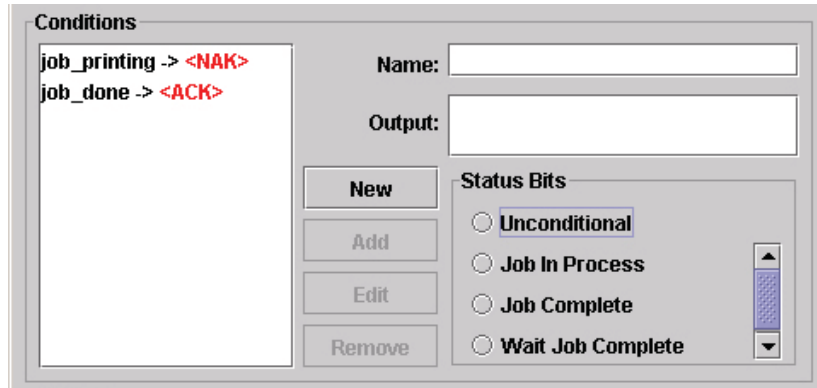 Conditions
job_printing -> <NAK>
job_done -> <ACK>
Name:
Output:
New
Add
Edit
Remove
Status Bits
Unconditional
Job In Process
Job Complete
Wait Job Complete